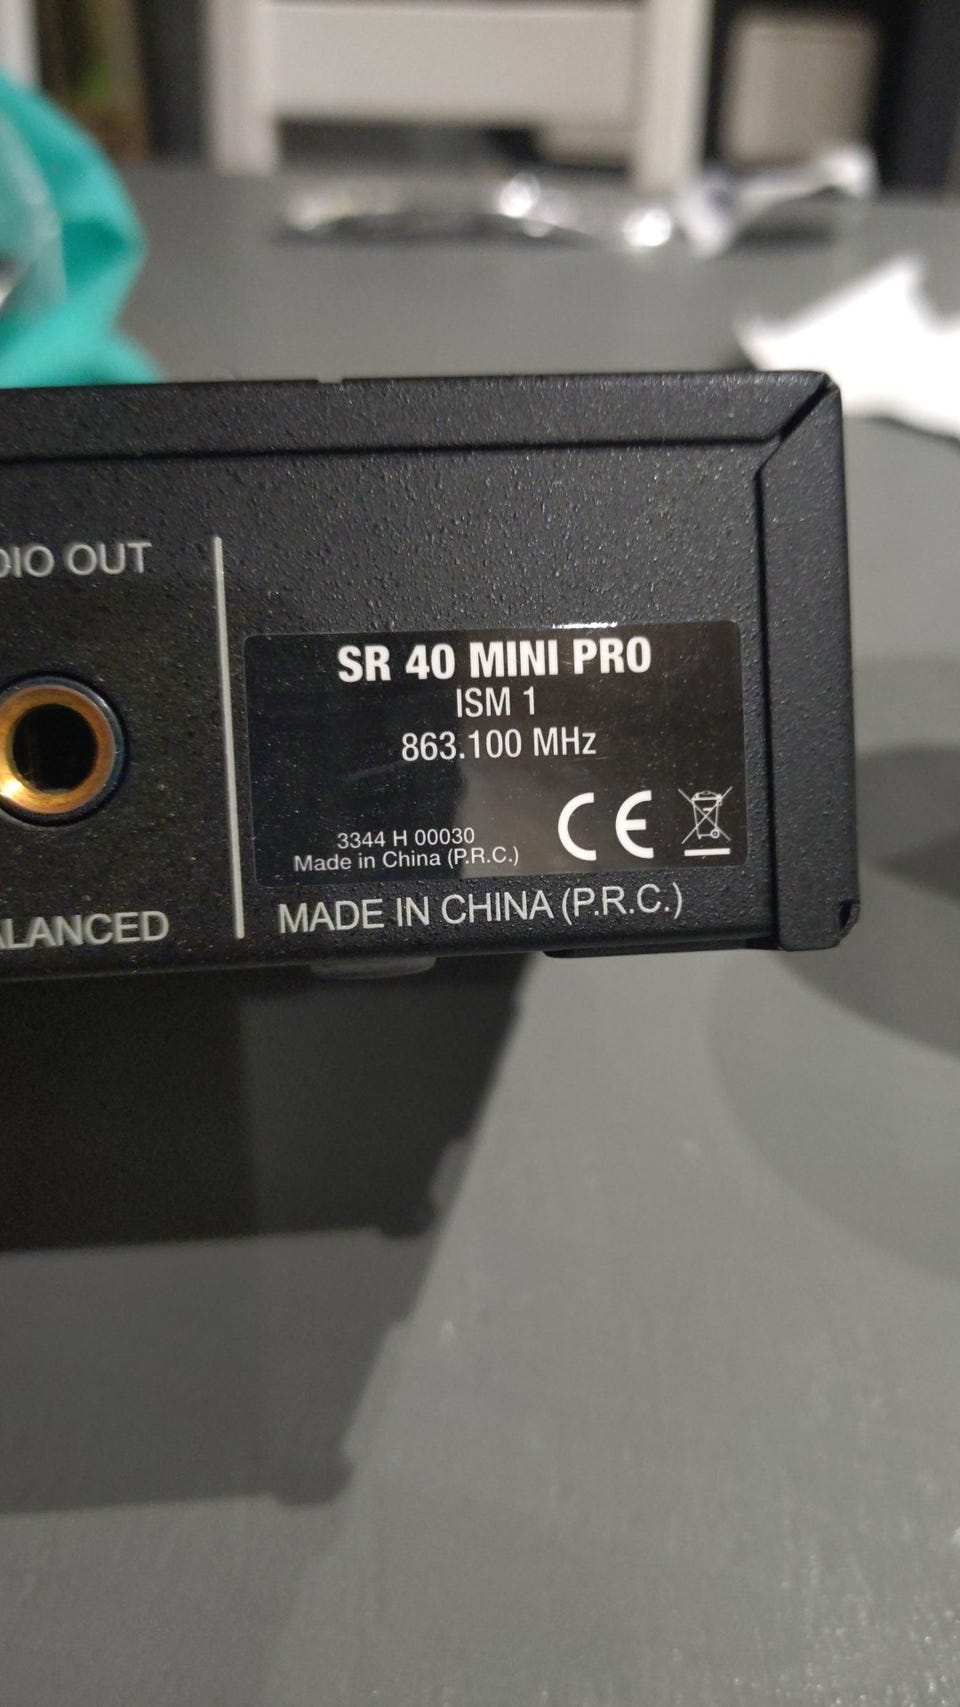 DIO OUT
SR 40 MINI PRO
ISM 1
863.100 MHz
3344 H 00030
Made in China (P.R.C.)
CE
ALANCED
MADE IN CHINA (P.R.C.)